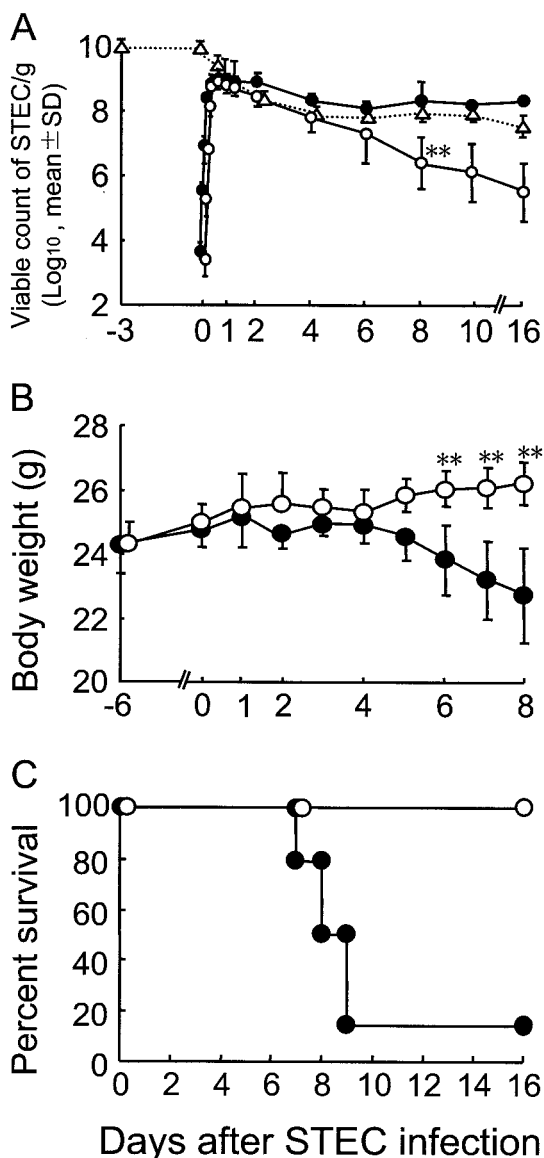 A
Viable count of STEC/g
(Log10, mean±SD)
10
8
6
4
2
**
-3 0 1 2 4 6 8 10 16
B
Body weight (g)
28
26
24
22
20
** ** **
-6 0 1 2 4 6 8
C
Percent survival
100
80
60
40
20
0
0 2 4 6 8 10 12 14 16
Days after STEC infection